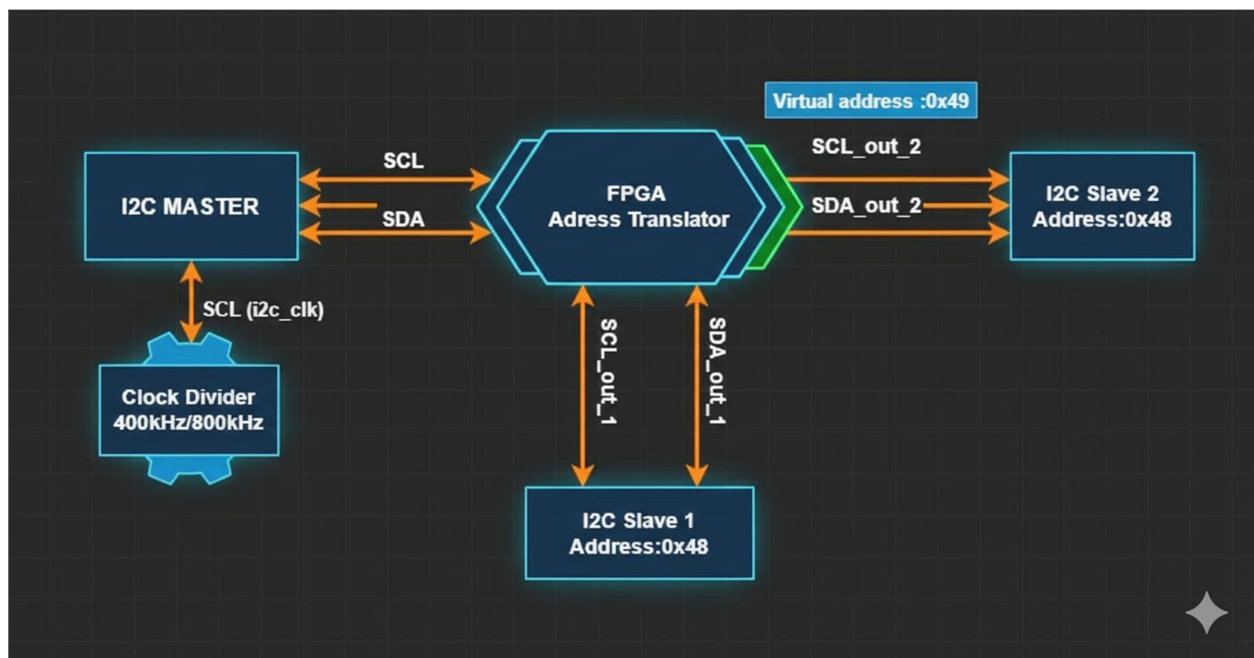 Virtual address :0x49
SCL_out_2
SDA_out_2
I2C Slave 2
Address:0x48
I2C MASTER
SCL
SDA
FPGA
Adress Translator
SCL (i2c_clk)
Clock Divider
400kHz/800kHz
SCL_out_1
SDA_out_1
I2C Slave 1
Address:0x48